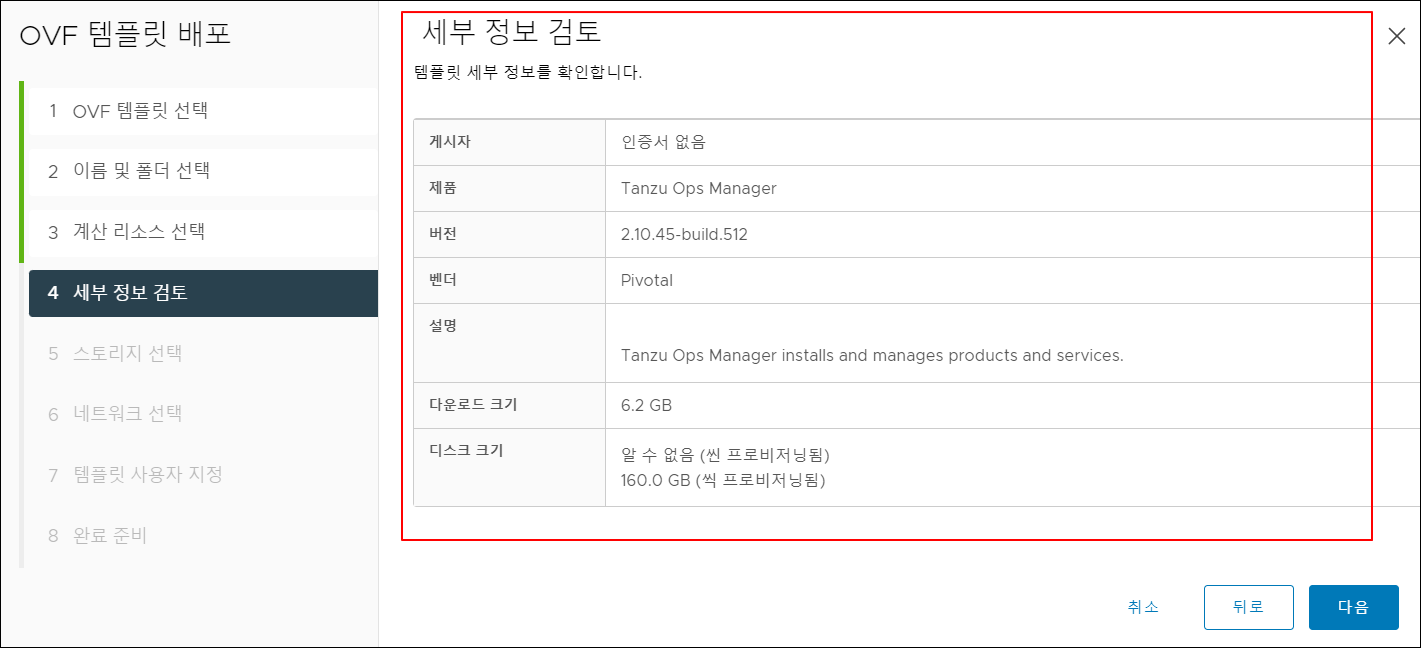 OVF 템플릿 배포
1 OVF 템플릿 선택
2 이름 및 폴더 선택
3 계산 리소스 선택
4 세부 정보 검토
5 스토리지 선택
6 네트워크 선택
7 템플릿 사용자 지정
8 완료 준비
세부 정보 검토
템플릿 세부 정보를 확인합니다.
게시자 인증서 없음
제품 Tanzu Ops Manager
버전 2.10.45-build.512
벤더 Pivotal
설명
Tanzu Ops Manager installs and manages products and services.
다운로드 크기 6.2 GB
디스크 크기 알 수 없음 (씬 프로비저닝됨)
160.0 GB (씩 프로비저닝됨)
취소 뒤로 다음